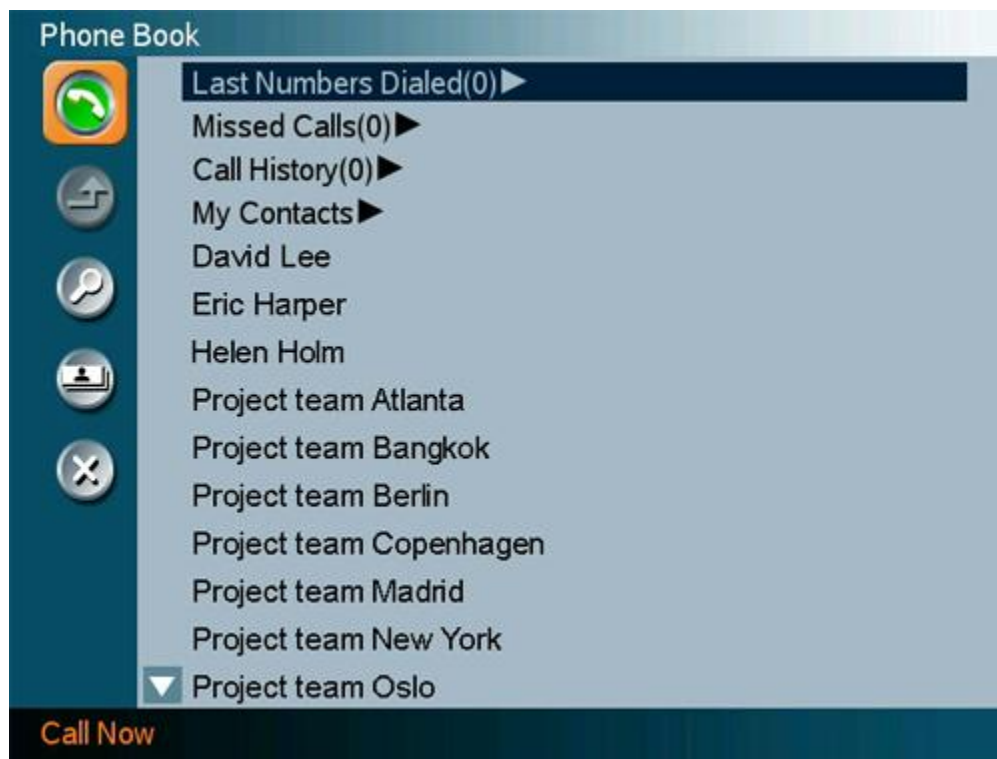 Phone Book
Last Numbers Dialed(0)▶
Missed Calls(0)▶
Call History(0)▶
My Contacts▶
David Lee
Eric Harper
Helen Holm
Project team Atlanta
Project team Bangkok
Project team Berlin
Project team Copenhagen
Project team Madrid
Project team New York
Project team Oslo
Call Now